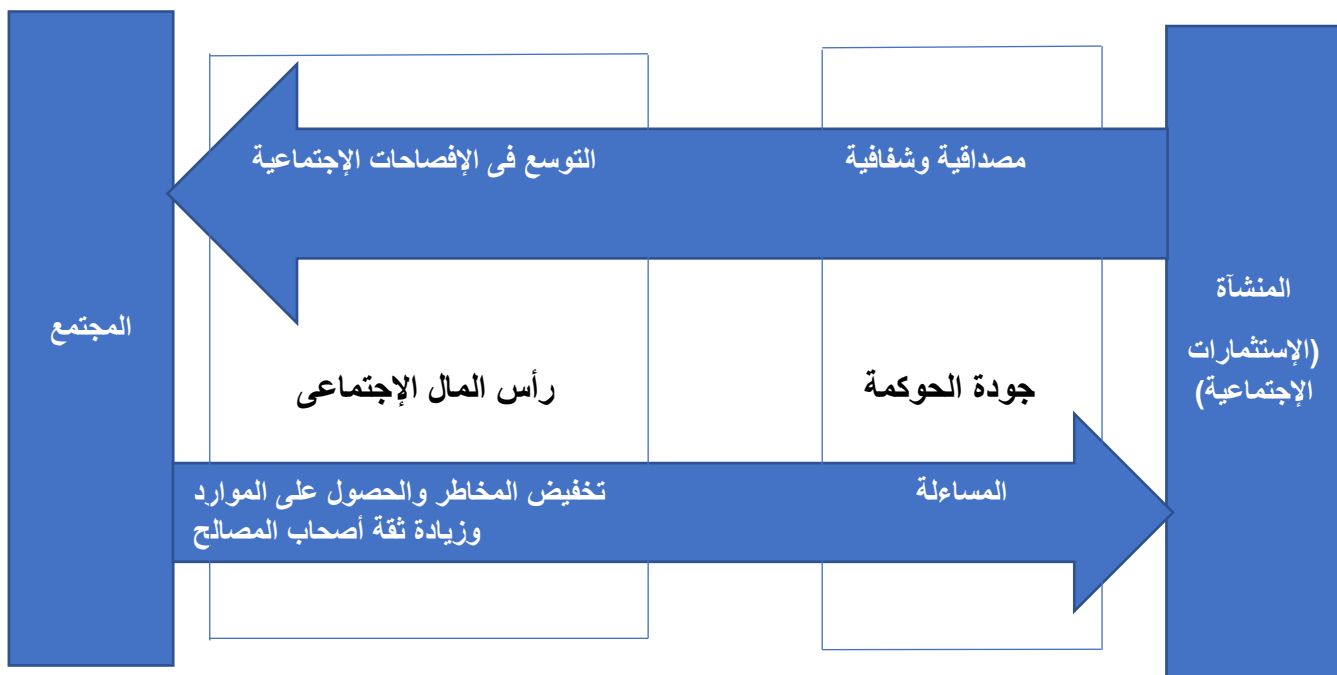 مصداقية وشفافية
التوسع فى الإفصاحات الإجتماعية
المنشآة
(الإستثمارات
الإجتماعية)
المجتمع
جودة الحوكمة
رأس المال الإجتماعى
المساءلة
تخفيض المخاطر والحصول على الموارد
وزيادة ثقة أصحاب المصالح